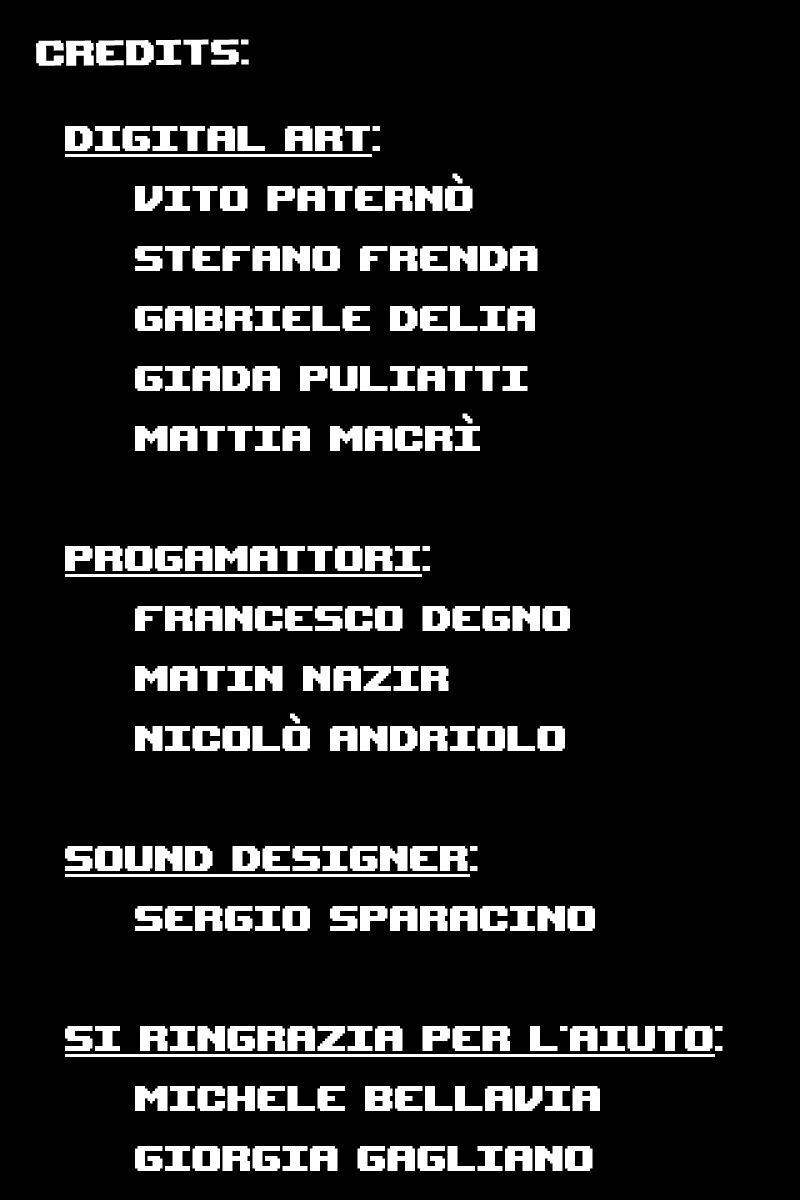 CREDITS:
DIGITAL ART:
VITO PATERNÒ
STEFANO FRENDA
GABRIELE DELIA
GIADA PULIATTI
MATTIA MACRÌ
PROGAMATTORI:
FRANCESCO DEGNO
MATIN NAZIR
NICOLÒ ANDRIOLO
SOUND DESIGNER:
SERGIO SPARACINO
SI RINGRAZIA PER L'AIUTO:
MICHELE BELLAVIA
GIORGIA GAGLIANO